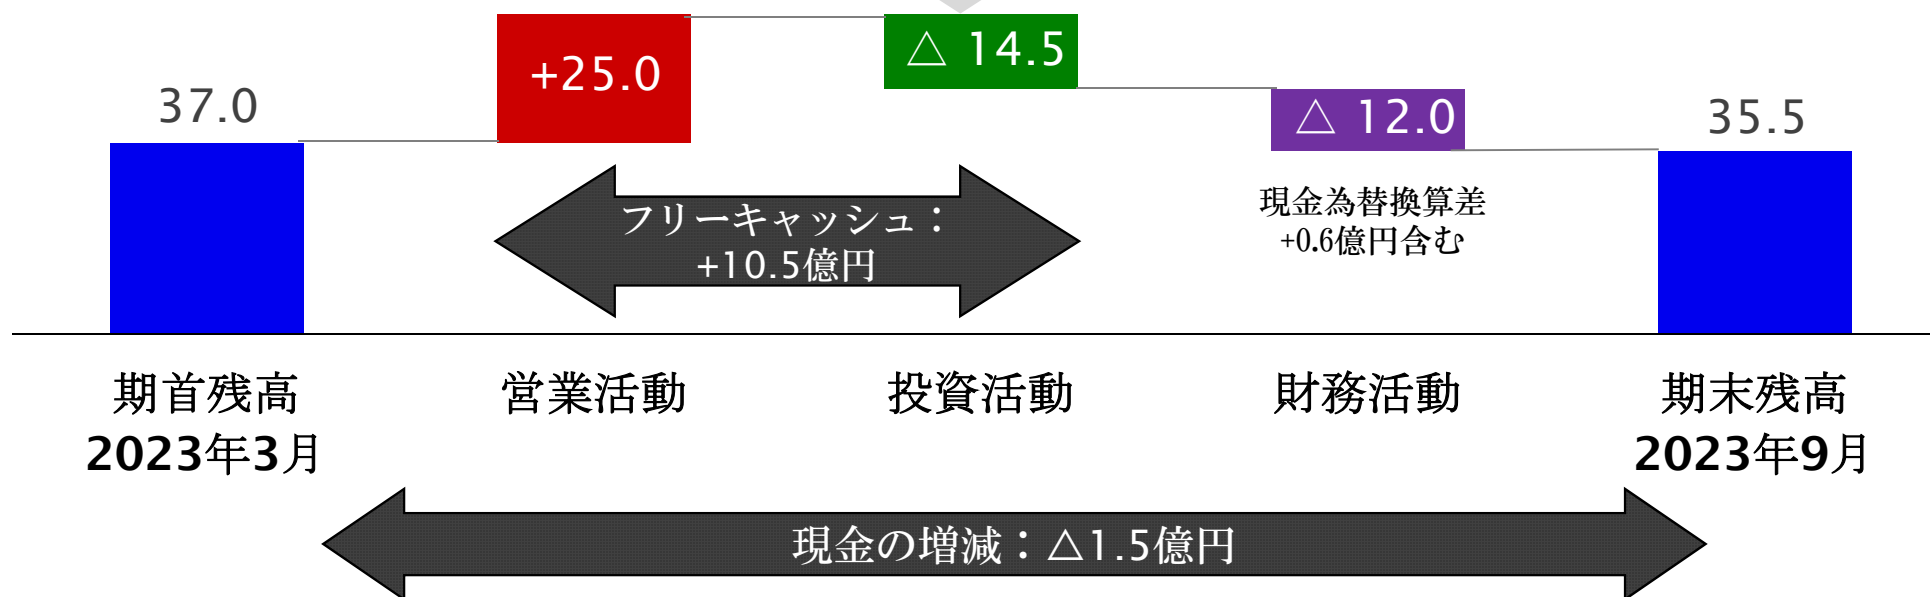 37.0
+25.0
△ 14.5
△ 12.0
35.5
フリーキャッシュ：
+10.5億円
現金為替換算差
+0.6億円含む
期首残高
2023年3月
営業活動
投資活動
財務活動
期末残高
2023年9月
現金の増減：△1.5億円